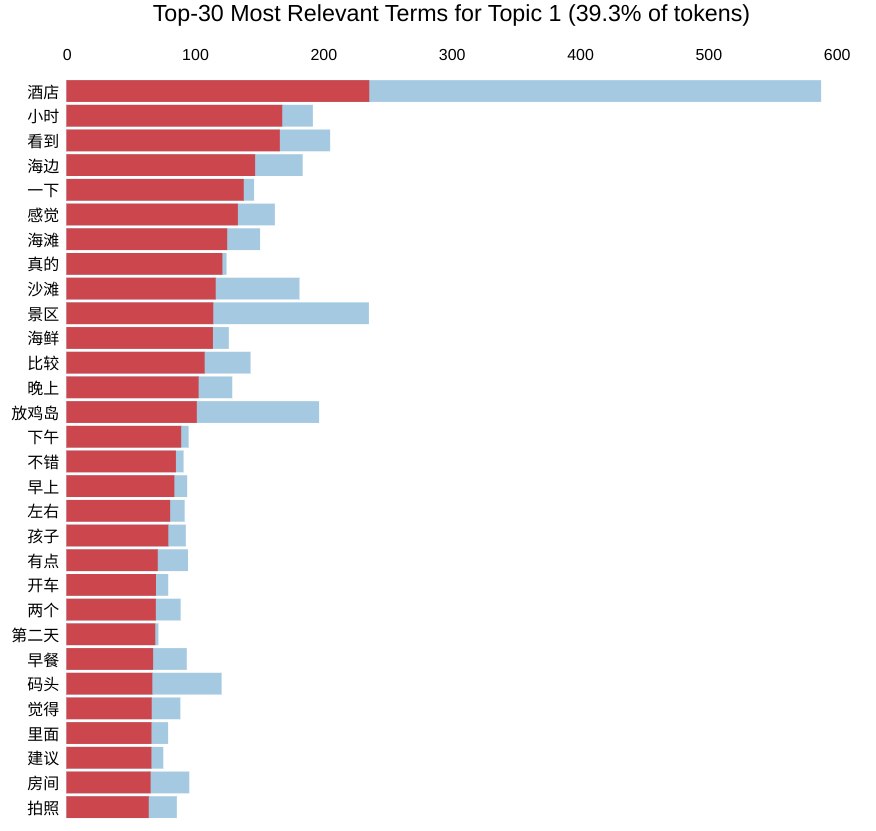 Top-30 Most Relevant Terms for Topic 1 (39.3% of tokens)
0 100 200 300 400 500 600
酒店
小时
看到
海边
一下
感觉
海滩
真的
沙滩
景区
海鲜
比较
晚上
放鸡岛
下午
不错
早上
左右
孩子
有点
开车
两个
第二天
早餐
码头
觉得
里面
建议
房间
拍照